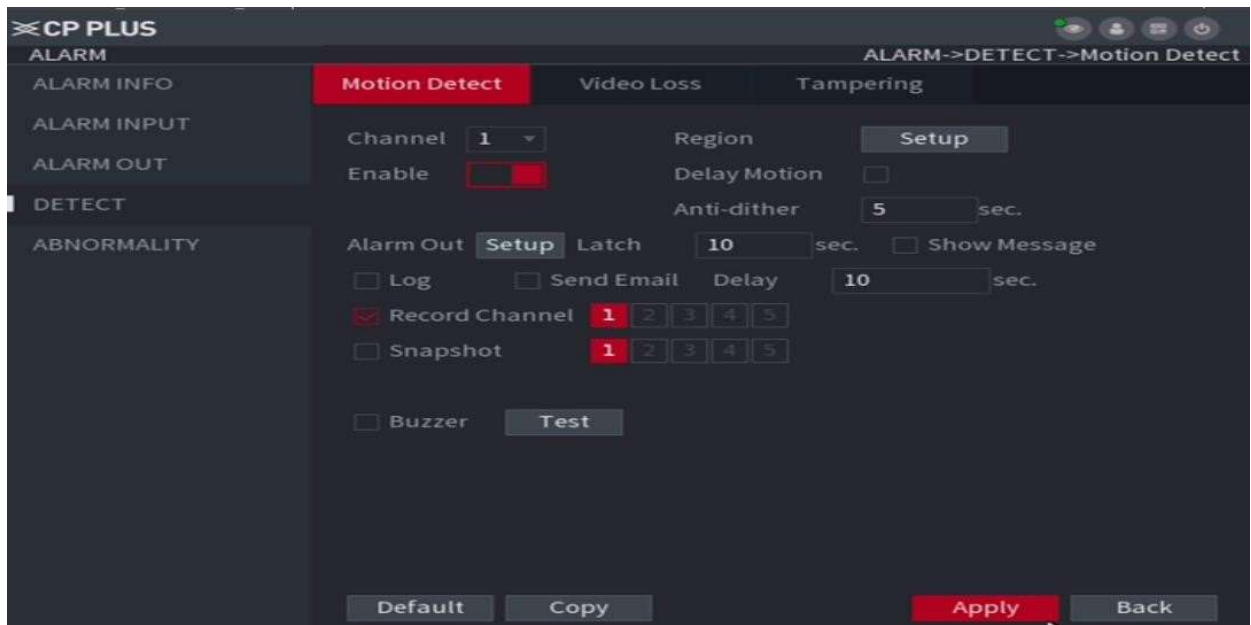 CP PLUS
ALARM ALARM->DETECT->Motion Detect
ALARM INFO
ALARM INPUT
ALARM OUT
DETECT
ABNORMALITY
Motion Detect Video Loss Tampering
Channel 1 Region Setup
Enable Delay Motion
Anti-dither 5 sec.
Alarm Out Setup Latch 10 sec. Show Message
Log Send Email Delay 10 sec.
Record Channel 1 2 3 4 5
Snapshot 1 2 3 4 5
Buzzer Test
Default Copy Apply Back